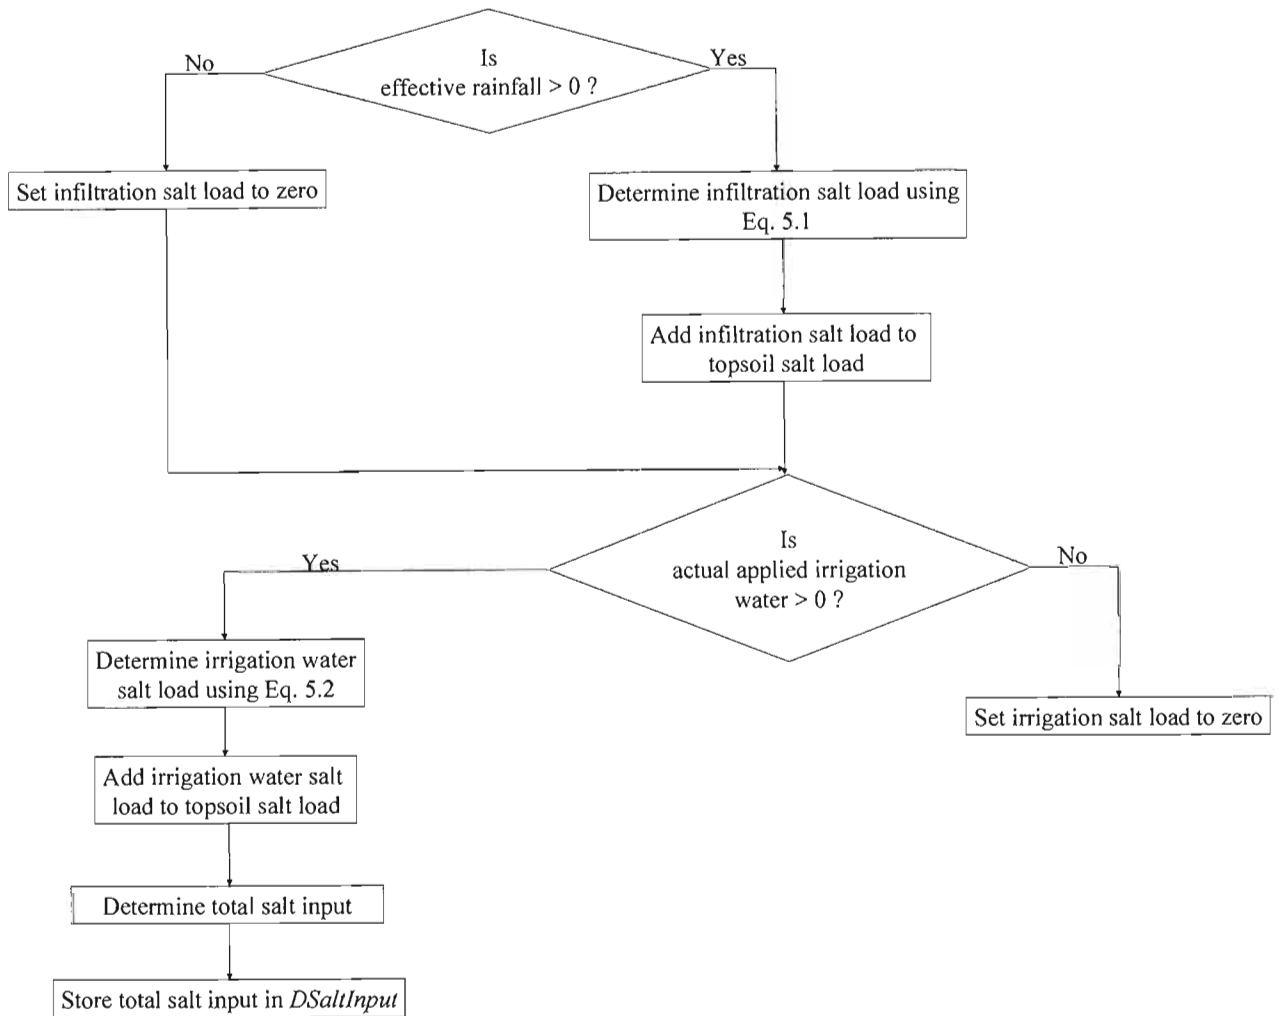 Is
effective rainfall > 0 ?
No
Yes
Set infiltration salt load to zero
Determine infiltration salt load using
Eq. 5.1
Add infiltration salt load to
topsoil salt load
Is
actual applied irrigation
water > 0 ?
Yes
No
Determine irrigation water
salt load using Eq. 5.2
Set irrigation salt load to zero
Add irrigation water salt
load to topsoil salt load
Determine total salt input
Store total salt input in DSaltInput